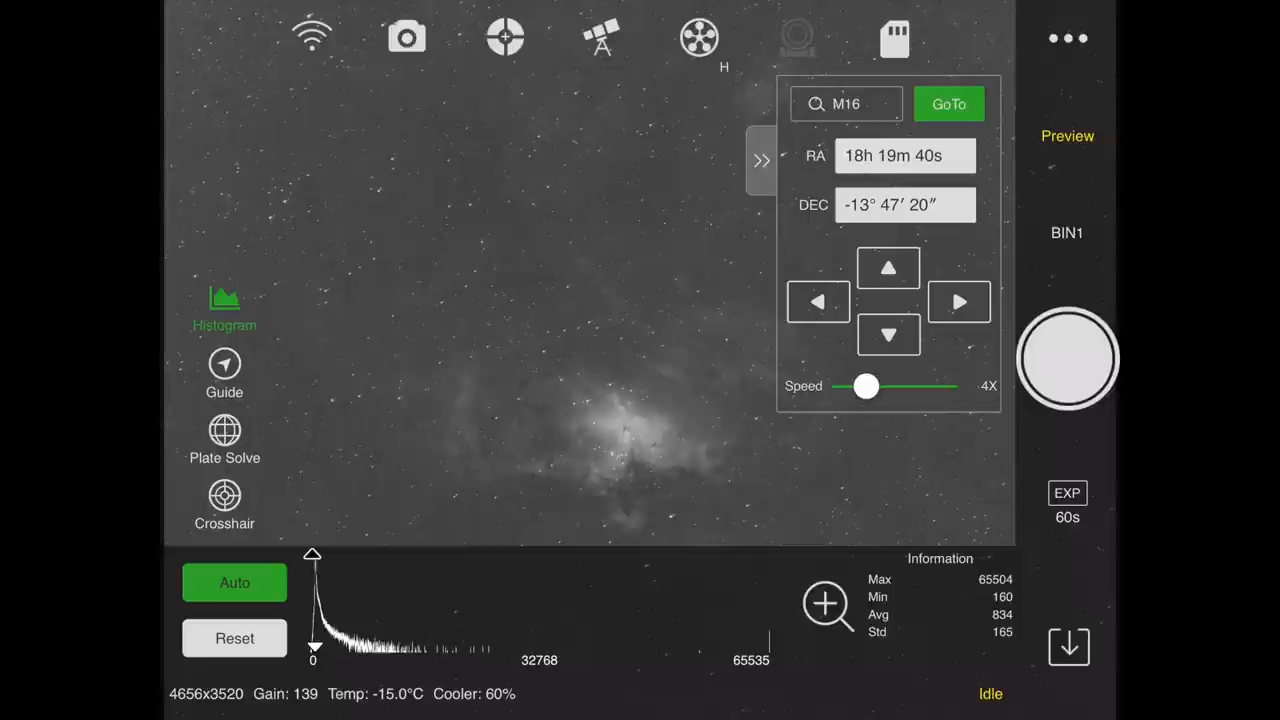 H
M16
GoTo
RA 18h 19m 40s
DEC -13° 47′ 20″
Speed 4X
Preview
BIN1
EXP
60s
Histogram
Guide
Plate Solve
Crosshair
Auto
Reset
0 32768 65535
Information
Max 65504
Min 160
Avg 834
Std 165
4656x3520 Gain: 139 Temp: -15.0°C Cooler: 60%
Idle